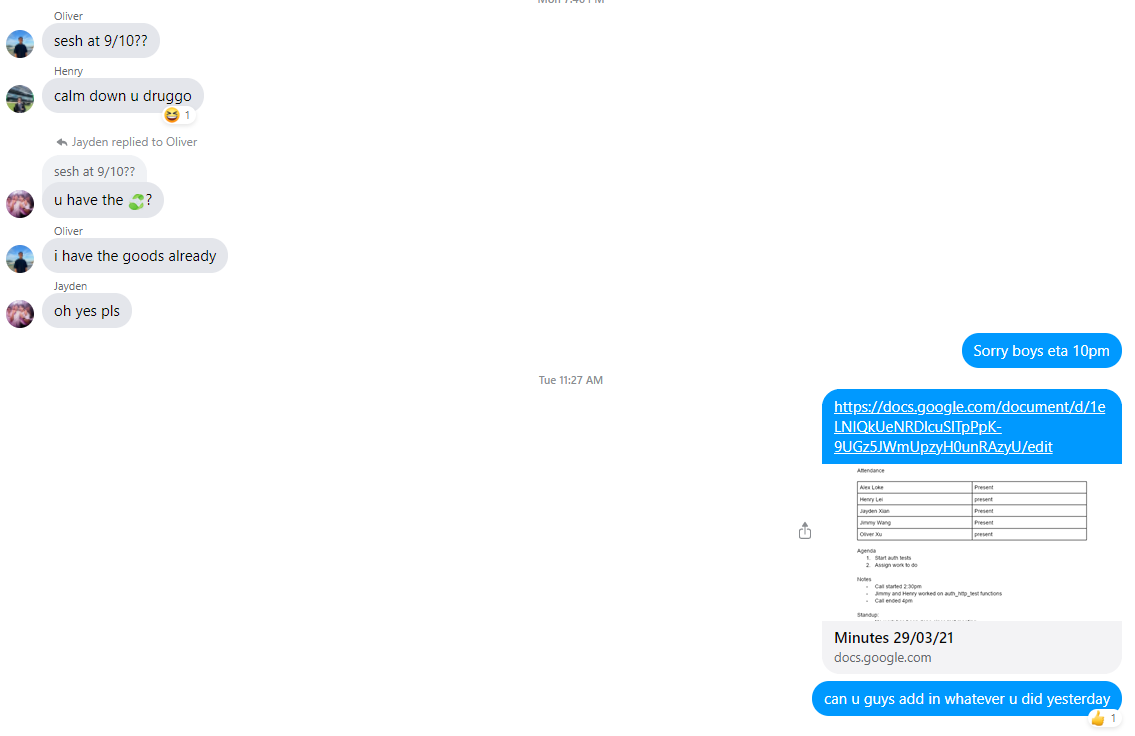 Oliver
sesh at 9/10??
Henry
calm down u druggo
1
Jayden replied to Oliver
sesh at 9/10??
u have the ?
Oliver
i have the goods already
Jayden
oh yes pls
Sorry boys eta 10pm
Tue 11:27 AM
https://docs.google.com/document/d/1e
Attendance
Alex Loke Present
Henry Lei present
Jayden Xian Present
Jimmy Wang Present
Oliver Xu present
Agenda
1. Start auth tests
2. Assign work to do
Notes
- Call started 2:30pm
- Jimmy and Henry worked on auth_http_test functions
- Call ended 4pm
Standup:
Minutes 29/03/21
docs.google.com
can u guys add in whatever u did yesterday
1